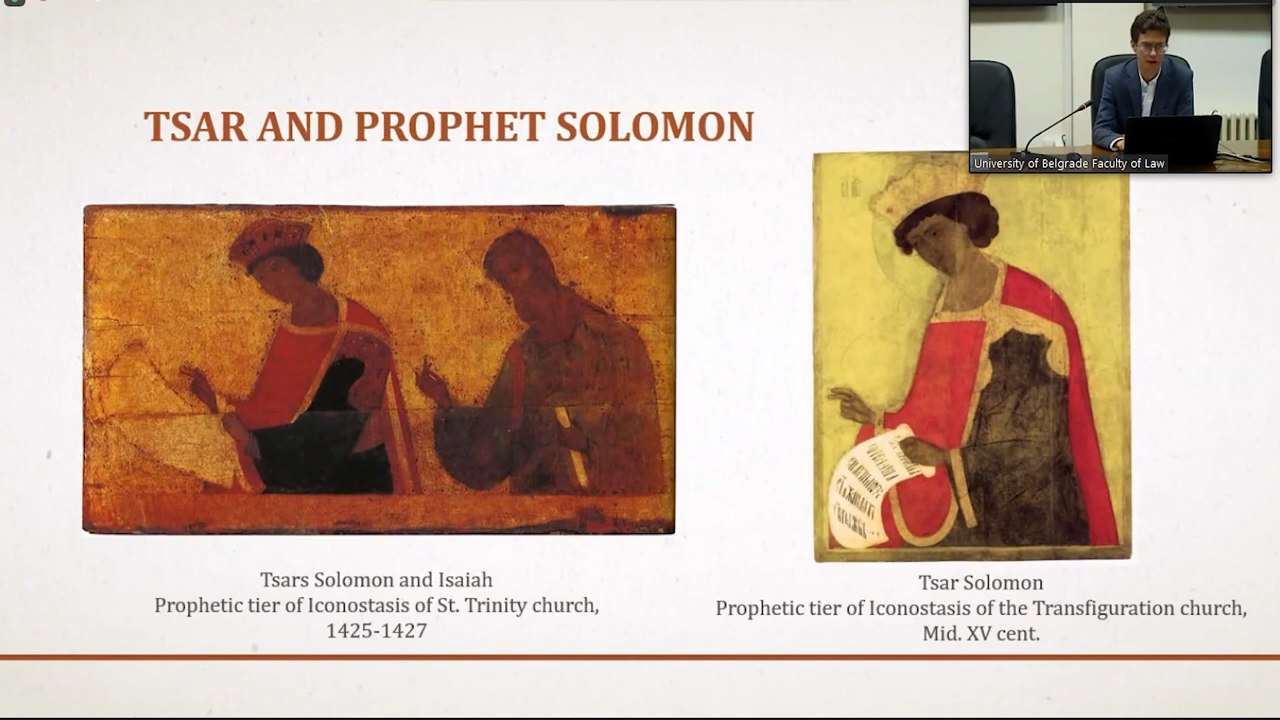 TSAR AND PROPHET SOLOMON
University of Belgrade Faculty of Law
Tsars Solomon and Isaiah
Prophetic tier of Iconostasis of St. Trinity church,
1425-1427
Tsar Solomon
Prophetic tier of Iconostasis of the Transfiguration church,
Mid. XV cent.